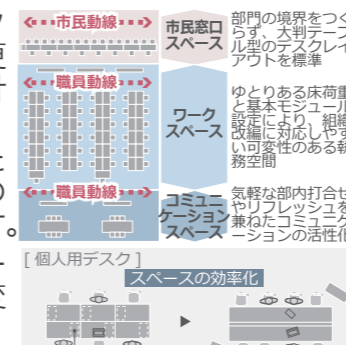 市民動線
市民窓口
スペース
部門の境界をつく
らず、大判テーブ
ル型のデスクレイ
アウトを標準
職員動線
ワーク
スペース
ゆとりある床荷重
と基本モジュール
設定により、組織
改編に対応しやす
い可変性のある執
務空間
職員動線
コミュニ
ケーション
スペース
気軽な部内打合せ
やリフレッシュを
兼ねたコミュニケ
ーションの活性化
[ 個人用デスク ]
スペースの効率化